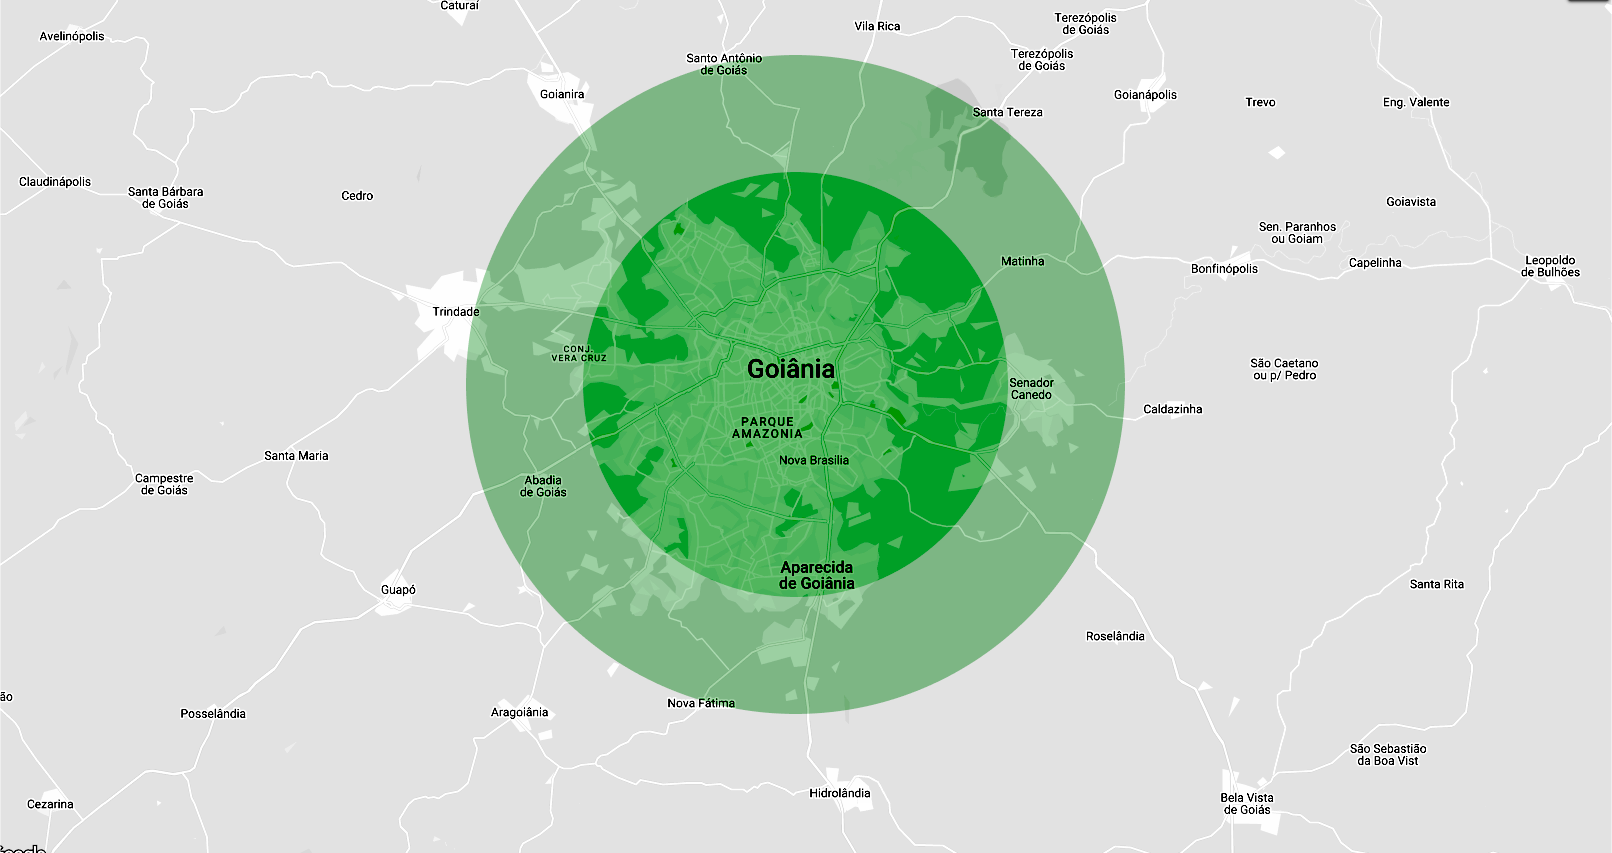 Caturaí
Avelinópolis
Vila Rica
Terezópolis
de Goiás
Santo Antônio
de Goiás
Terezópolis
de Goiás
Goianira
Goianápolis
Trevo
Eng. Valente
Santa Tereza
Claudinápolis
Santa Bárbara
de Goiás
Cedro
Goiavista
Sen. Paranhos
ou Goiam
Matinha
Bonfinópolis
Capelinha
Leopoldo
de Bulhões
Trindade
CONJ.
VERA CRUZ
Goiânia
São Caetano
ou p/ Pedro
Senador
Canedo
Caldazinha
PARQUE
AMAZONIA
Nova Brasilia
Santa Maria
Campestre
de Goiás
Abadia
de Goiás
Aparecida
de Goiânia
Guapó
Santa Rita
Roselândia
ão
Nova Fátima
Posselândia
Aragoiânia
São Sebastião
da Boa Vist
Hidrolândia
Cezarina
Bela Vista
de Goiás